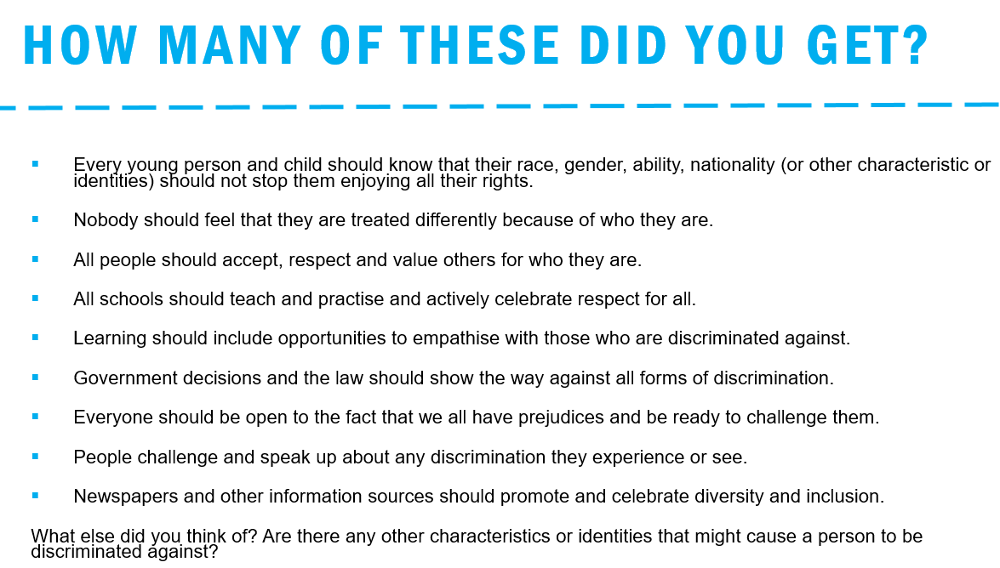 HOW MANY OF THESE DID YOU GET?
Every young person and child should know that their race, gender, ability, nationality (or other characteristic or
identities) should not stop them enjoying all their rights.
Nobody should feel that they are treated differently because of who they are.
All people should accept, respect and value others for who they are.
All schools should teach and practise and actively celebrate respect for all.
Learning should include opportunities to empathise with those who are discriminated against.
Government decisions and the law should show the way against all forms of discrimination.
Everyone should be open to the fact that we all have prejudices and be ready to challenge them.
People challenge and speak up about any discrimination they experience or see.
Newspapers and other information sources should promote and celebrate diversity and inclusion.
What else did you think of? Are there any other characteristics or identities that might cause a person to be
discriminated against?